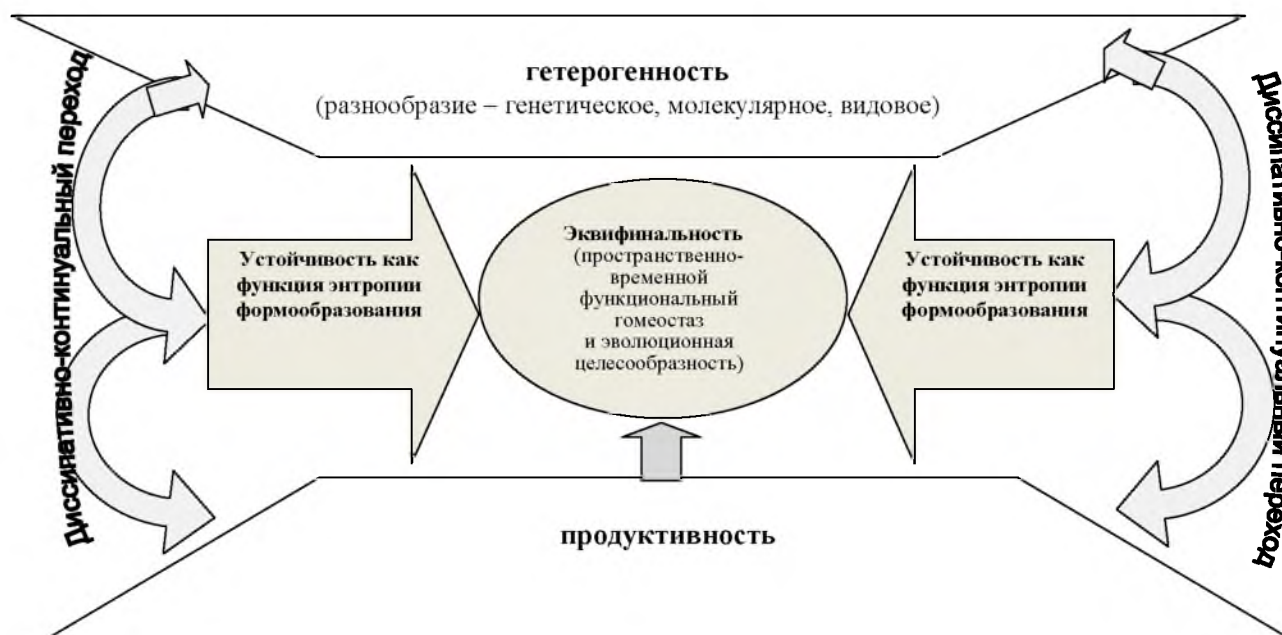 гетерогенность
(разнообразие – генетическое, молекулярное, видовое)
Диссипативно-континуальный переход
Устойчивость как
функция энтропии
формообразования
Эквифинальность
(пространственно-
временной
функциональный
гомеостаз
и эволюционная
целесообразность)
Устойчивость как
функция энтропии
формообразования
Диссипативно-континуальный переход
продуктивность